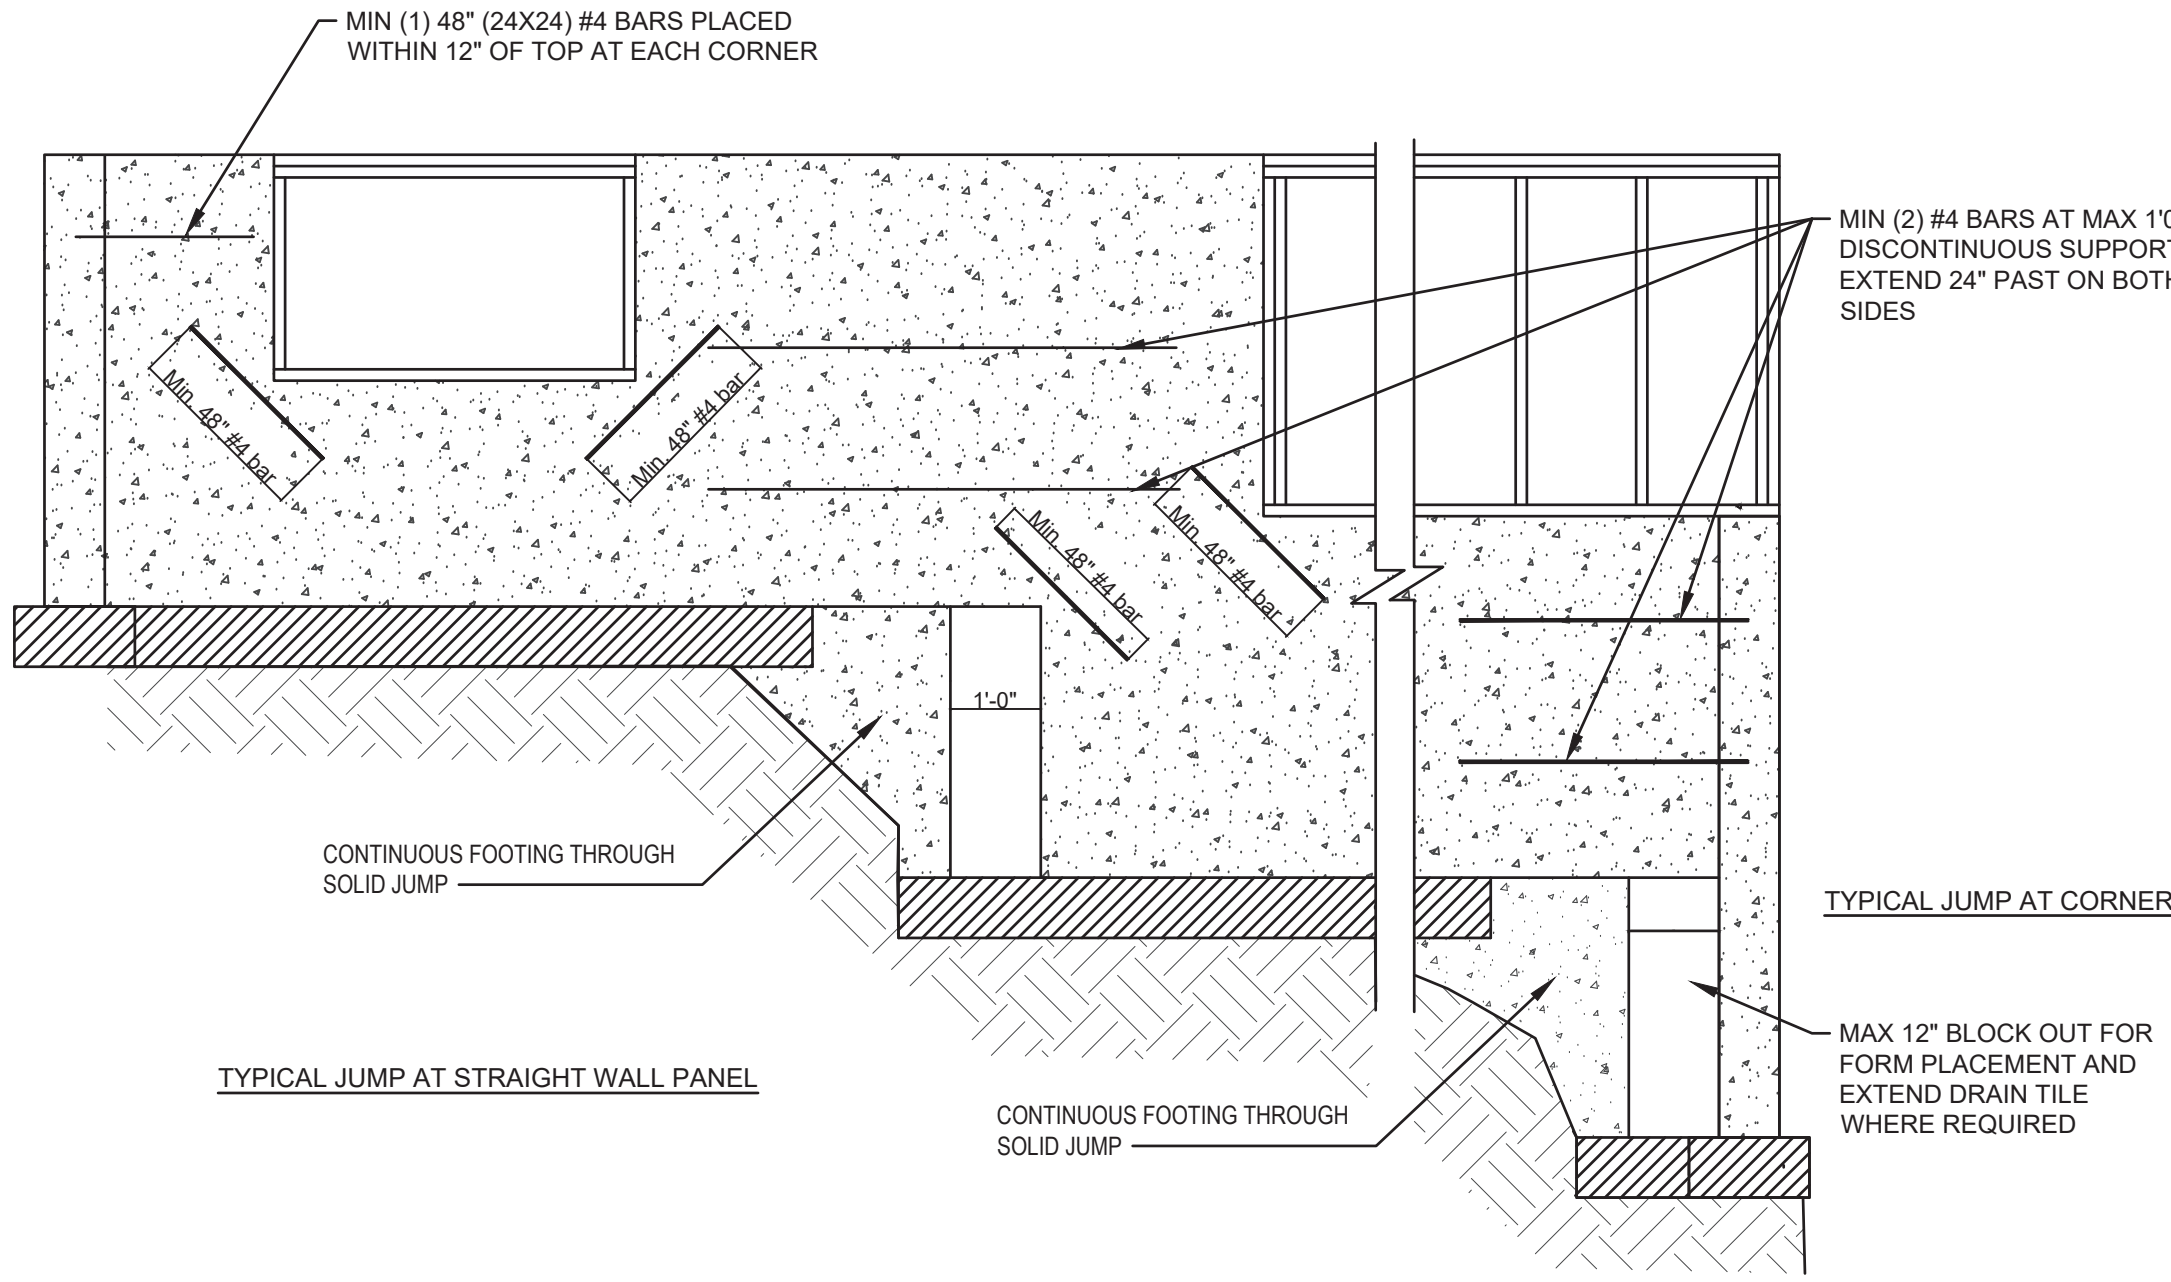 MIN (1) 48" (24X24) #4 BARS PLACED
WITHIN 12" OF TOP AT EACH CORNER
MIN (2) #4 BARS AT MAX 1'0
DISCONTINUOUS SUPPORT
EXTEND 24" PAST ON BOTH
SIDES
Min. 48" #4 bar
Min. 48" #4 bar
Min. 48" #4 bar
Min. 48" #4 bar
1'-0"
CONTINUOUS FOOTING THROUGH
SOLID JUMP
TYPICAL JUMP AT CORNER
TYPICAL JUMP AT STRAIGHT WALL PANEL
MAX 12" BLOCK OUT FOR
FORM PLACEMENT AND
EXTEND DRAIN TILE
WHERE REQUIRED
CONTINUOUS FOOTING THROUGH
SOLID JUMP